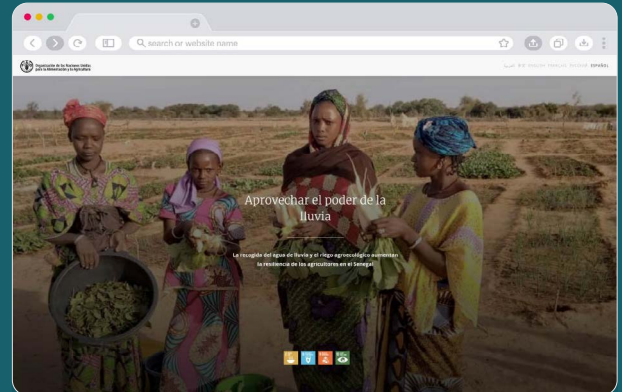 search or website name
Organización de las Naciones Unidas
para la Alimentación y la Agricultura
ESPAÑOL
Aprovechar el poder de la
lluvia
La recogida del agua de lluvia y el riego agroecológico aumentan
la resiliencia de los agricultores en el Senegal